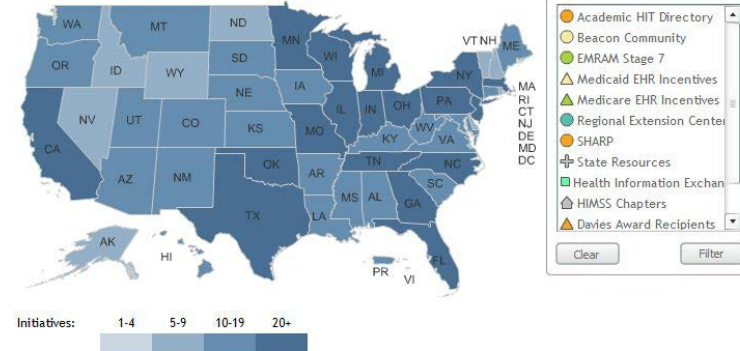 WA
MT
ND
MN
VT NH
ME
OR
ID
WY
SD
WI
MI
NY
NV
UT
CO
NE
IA
IL
IN
OH
PA
MA
RI
CT
NJ
DE
MD
DC
CA
KS
MO
KY
WV
VA
AZ
NM
OK
AR
TN
NC
SC
TX
LA
MS
AL
GA
FL
AK
HI
PR
VI
Initiatives:
1-4
5-9
10-19
20+
Academic HIT Directory
Beacon Community
EMRAM Stage 7
Medicaid EHR Incentives
Medicare EHR Incentives
Regional Extension Center
SHARP
State Resources
Health Information Exchan
HIMSS Chapters
Davies Award Recipients
Clear
Filter